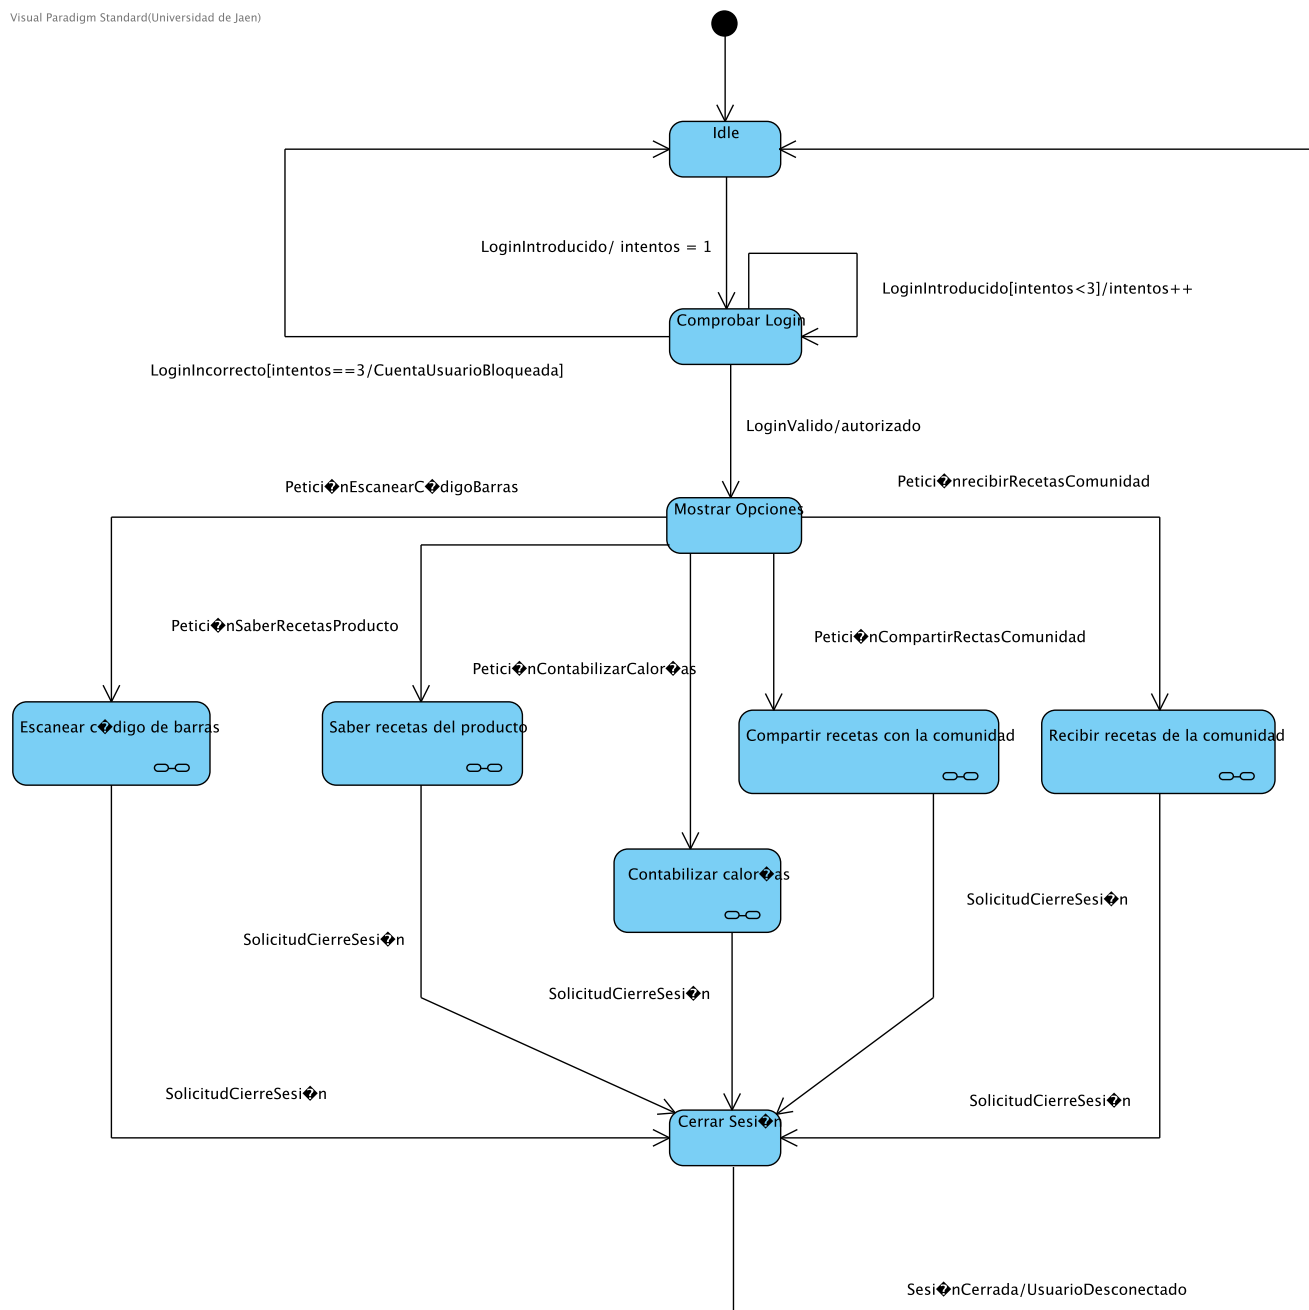 Visual Paradigm Standard(Universidad de Jaen)
Idle
LoginIntroducido/ intentos = 1
LoginIntroducido[intentos<3]/intentos++
Comprobar Login
LoginIncorrecto[intentos==3/CuentaUsuarioBloqueada]
LoginValido/autorizado
Petici�nEscanearC�digoBarras
Petici�nrecibirRecetasComunidad
Mostrar Opciones
Petici�nSaberRecetasProducto
Petici�nCompartirRectasComunidad
Petici�nContabilizarCalor�as
Escanear c�digo de barras
Saber recetas del producto
Compartir recetas con la comunidad
Recibir recetas de la comunidad
Contabilizar calor�as
SolicitudCierreSesi�n
SolicitudCierreSesi�n
SolicitudCierreSesi�n
SolicitudCierreSesi�n
SolicitudCierreSesi�n
Cerrar Sesi�n
Sesi�nCerrada/UsuarioDesconectado